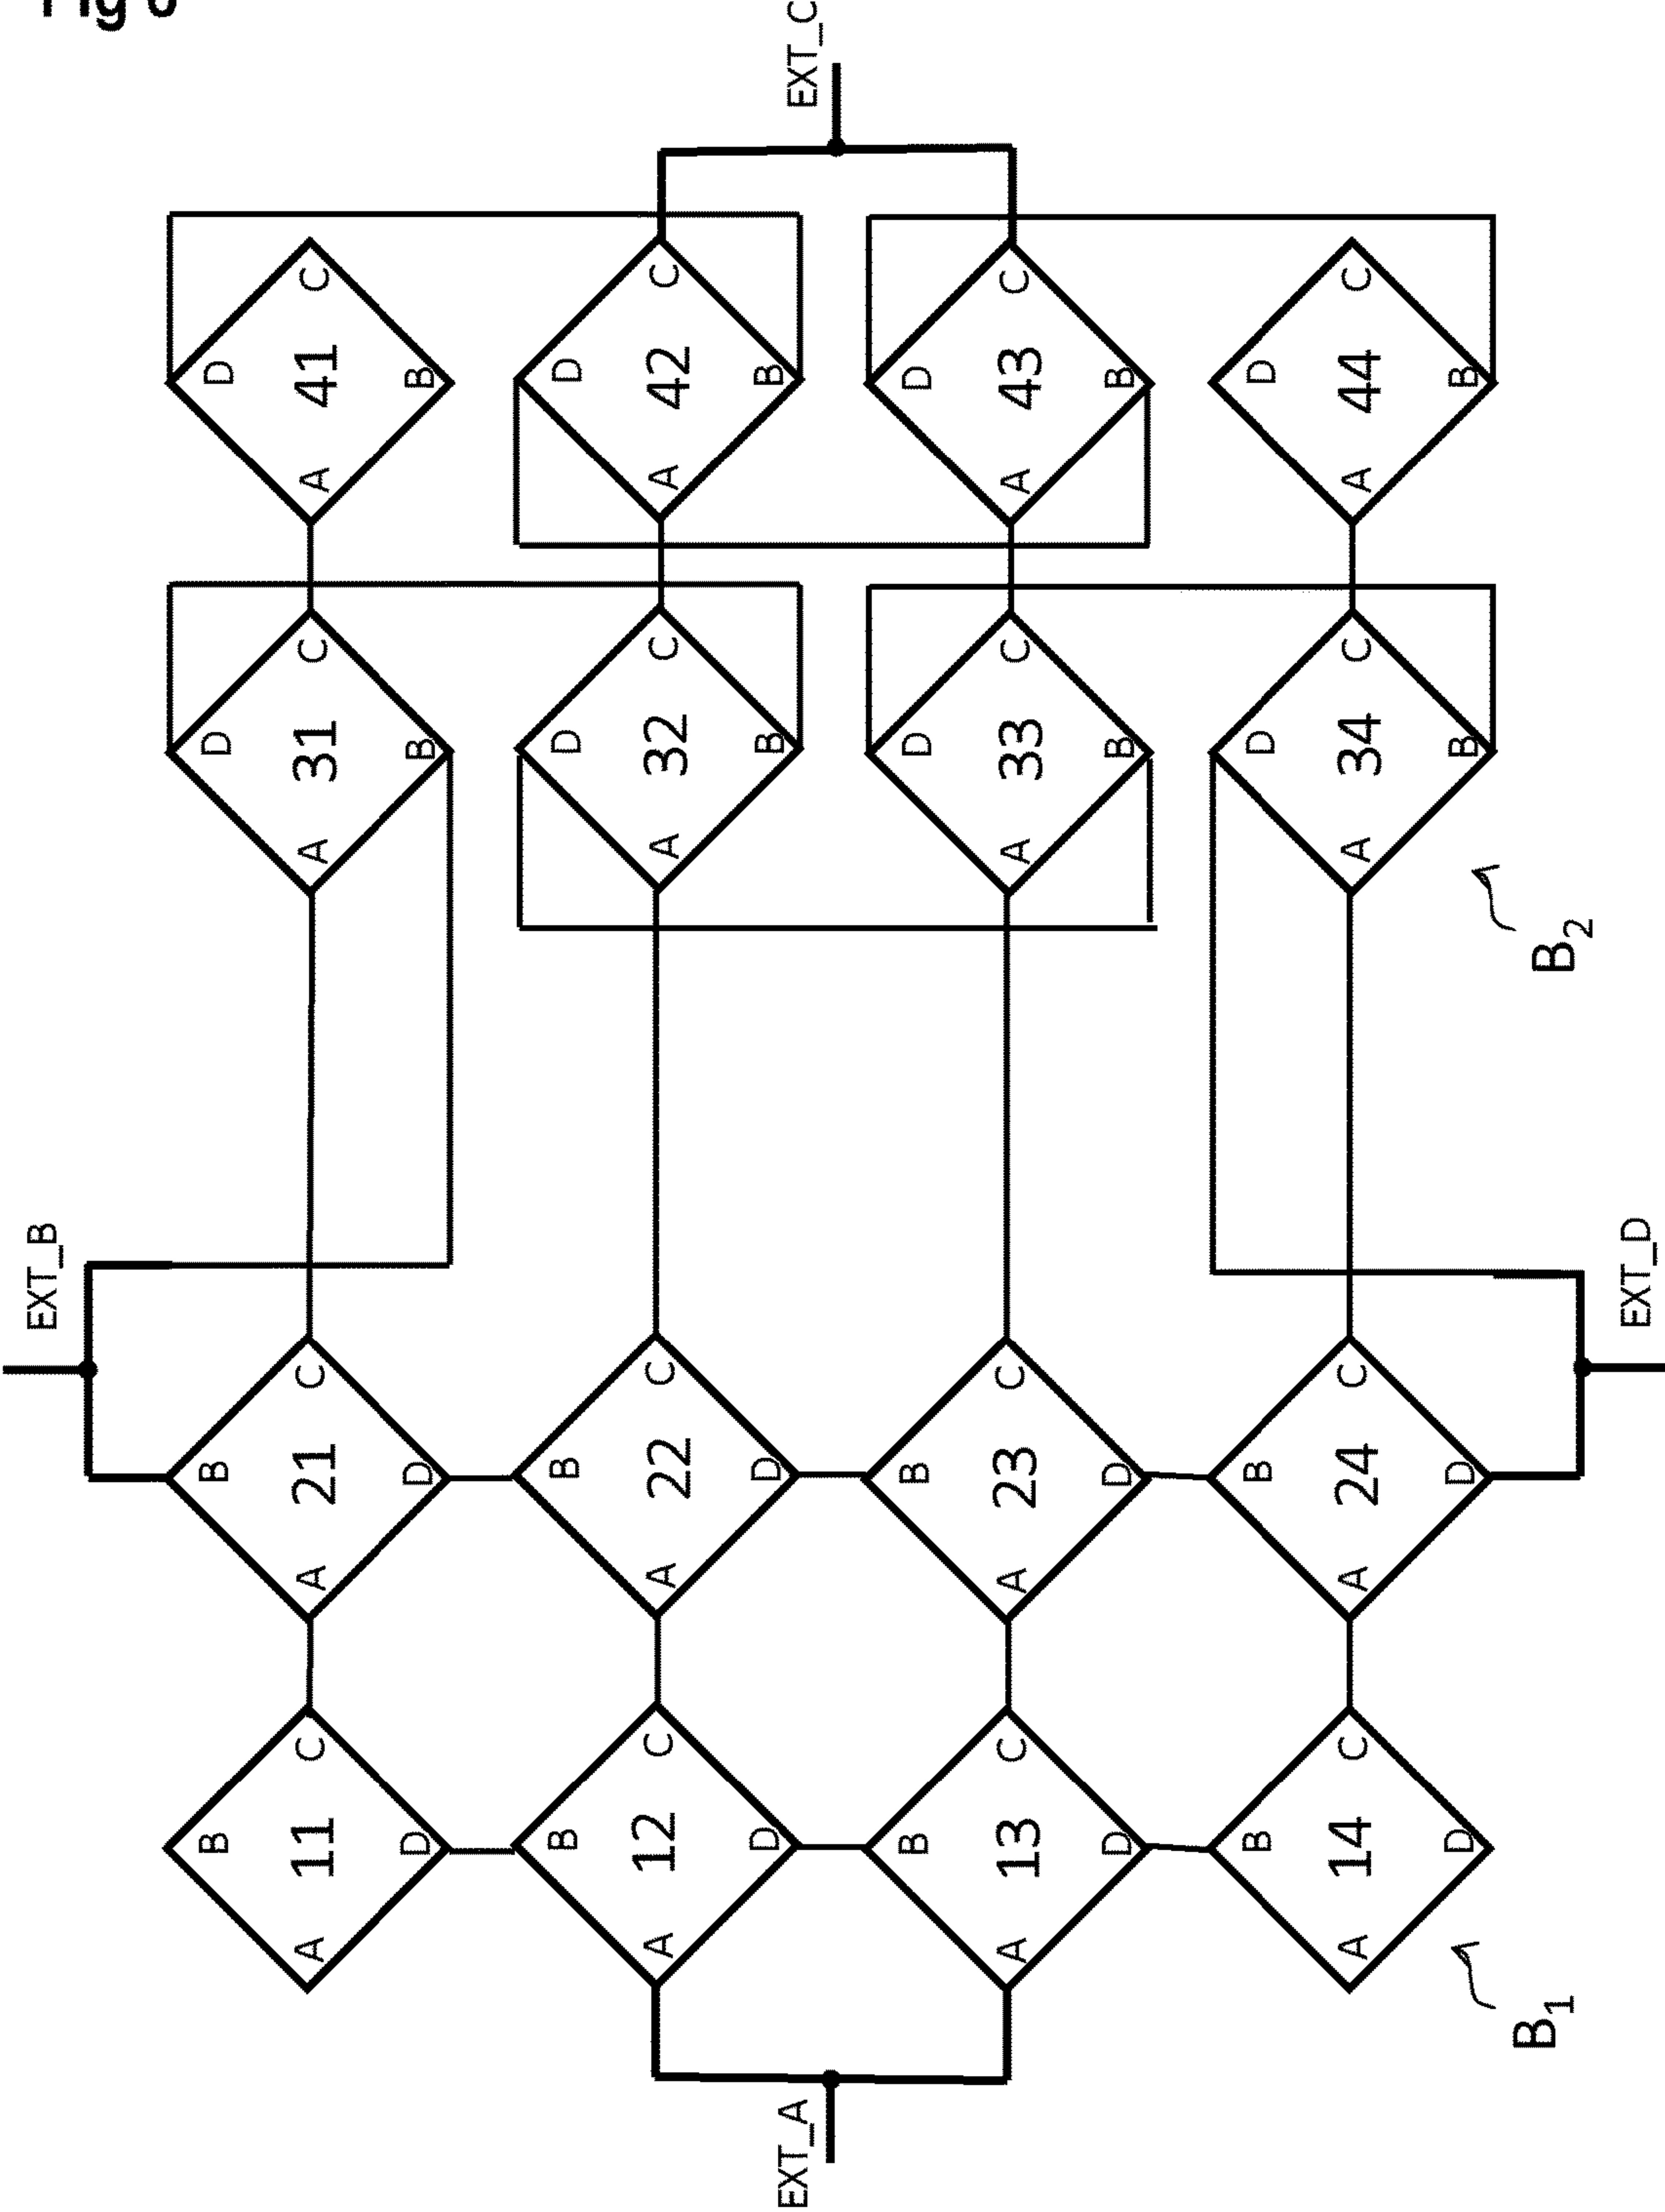 Fig
EXT_C
C C C C
D 41 B D 42 B D 43 B D 44 B
A A A A
C C C C
D 31 B D 32 B D 33 B D 34 B
A A A A
B2
EXT_B
EXT_D
C C C C
B 21 D B 22 D B 23 D B 24 D
A A A A
C C C C
B 11 D B 12 D B 13 D B 14 D
A A A A
B1
EXT_A